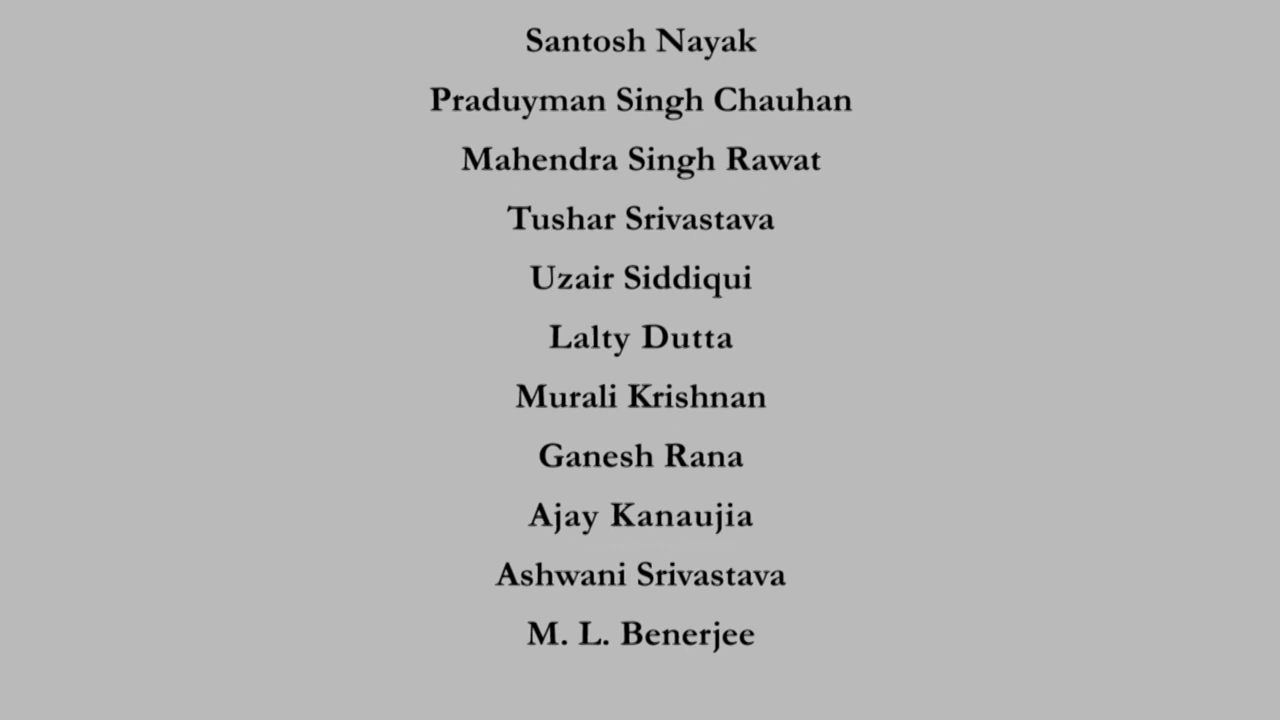 Santosh Nayak
Praduyman Singh Chauhan
Mahendra Singh Rawat
Tushar Srivastava
Uzair Siddiqui
Lalty Dutta
Murali Krishnan
Ganesh Rana
Ajay Kanaujia
Ashwani Srivastava
M. L. Benerjee